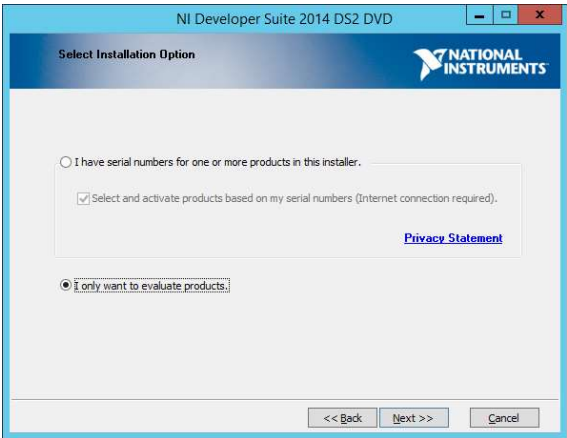 NI Developer Suite 2014 DS2 DVD
Select Installation Option
NATIONAL
INSTRUMENTS
I have serial numbers for one or more products in this installer.
Select and activate products based on my serial numbers (Internet connection required).
Privacy Statement
I only want to evaluate products.
<< Back
Next >>
Cancel